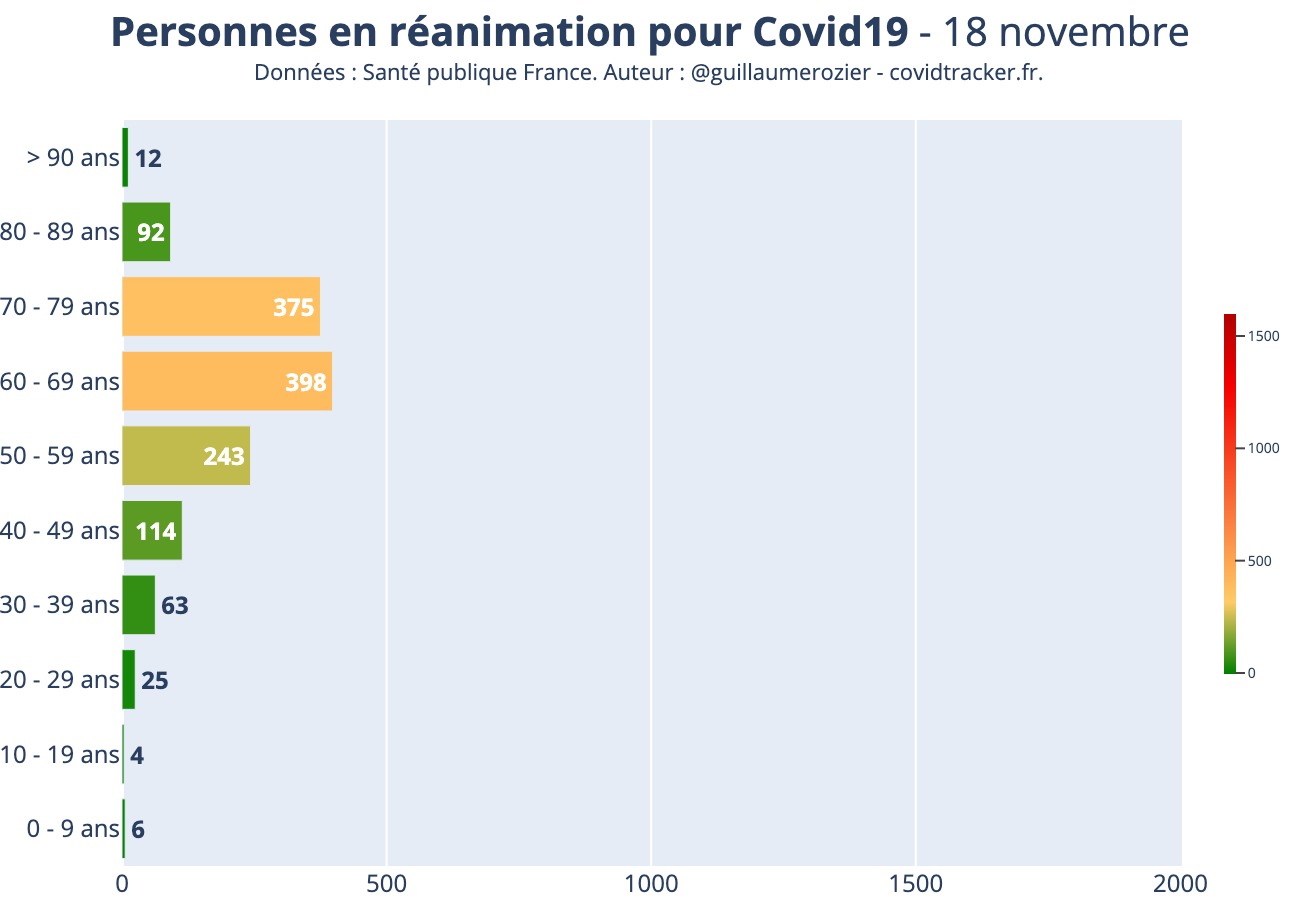 Personnes en réanimation pour Covid19 - 18 novembre
Données : Santé publique France. Auteur : @guillaumerozier - covidtracker.fr.
> 90 ans 12
80 - 89 ans 92
70 - 79 ans 375
60 - 69 ans 398
50 - 59 ans 243
40 - 49 ans 114
30 - 39 ans 63
20 - 29 ans 25
10 - 19 ans 4
0 - 9 ans 6
0 500 1000 1500 2000
1500
1000
500
0